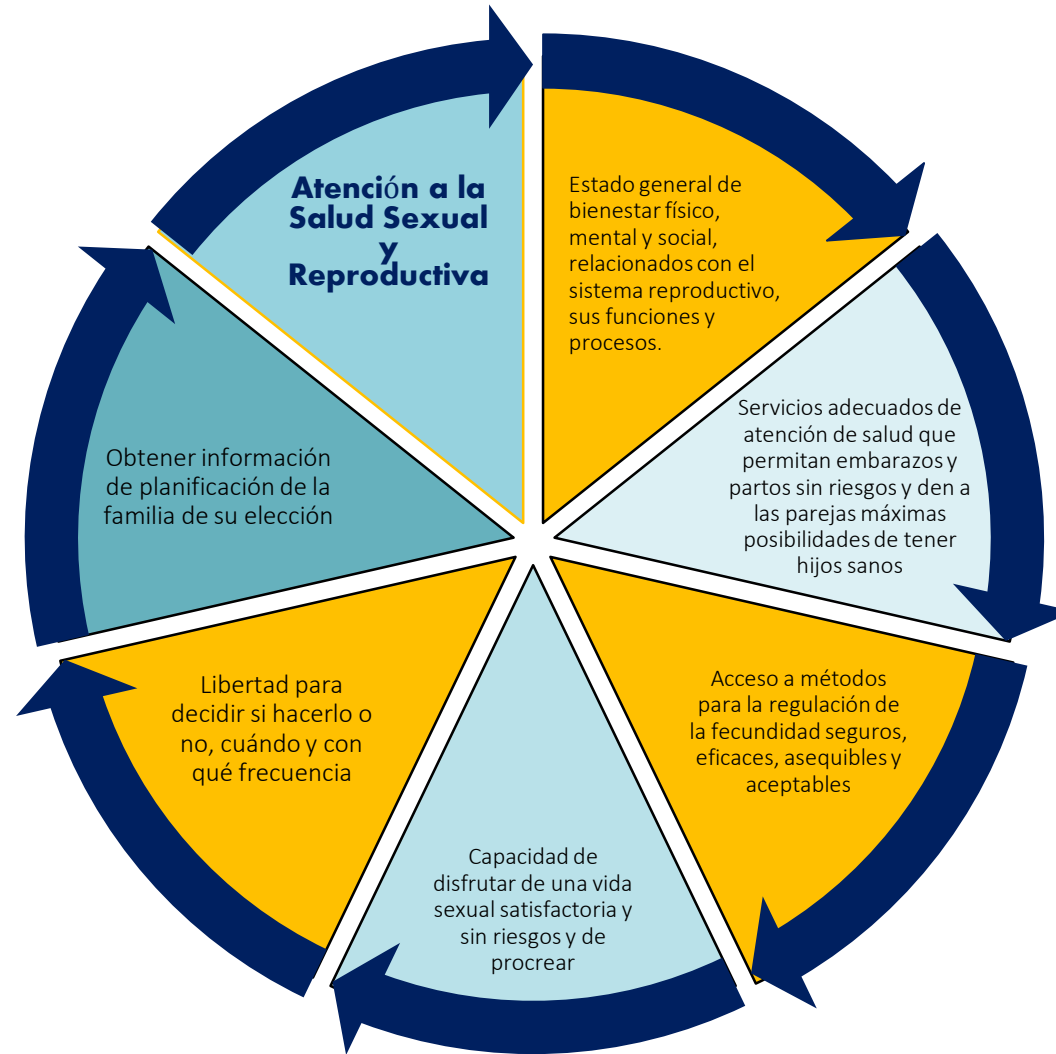 Atención a la
Salud Sexual
y
Reproductiva
Estado general de
bienestar físico,
mental y social,
relacionados con el
sistema reproductivo,
sus funciones y
procesos.
Servicios adecuados de
atención de salud que
permitan embarazos y
partos sin riesgos y den a
las parejas máximas
posibilidades de tener
hijos sanos
Acceso a métodos
para la regulación de
la fecundidad seguros,
eficaces, asequibles y
aceptables
Capacidad de
disfrutar de una vida
sexual satisfactoria y
sin riesgos y de
procrear
Libertad para
decidir si hacerlo o
no, cuándo y con
qué frecuencia
Obtener información
de planificación de la
familia de su elección